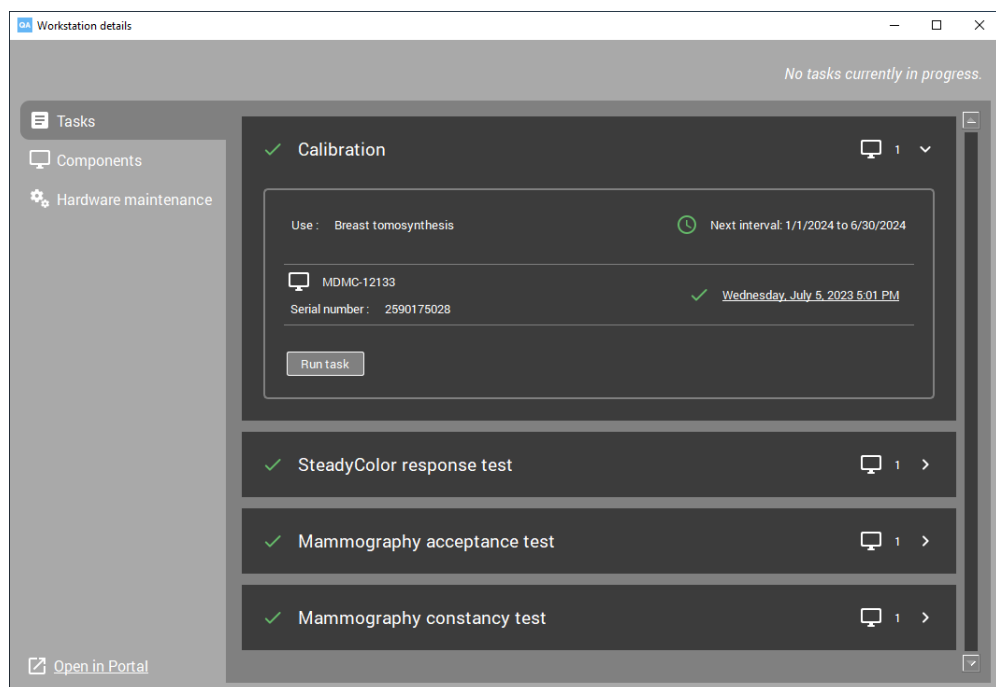 QA Workstation details
No tasks currently in progress.
Tasks
Components
Hardware maintenance
Calibration 1
Use : Breast tomosynthesis Next interval: 1/1/2024 to 6/30/2024
MDMC-12133
Serial number : 2590175028
Wednesday, July 5, 2023 5:01 PM
Run task
SteadyColor response test 1
Mammography acceptance test 1
Mammography constancy test 1
Open in Portal